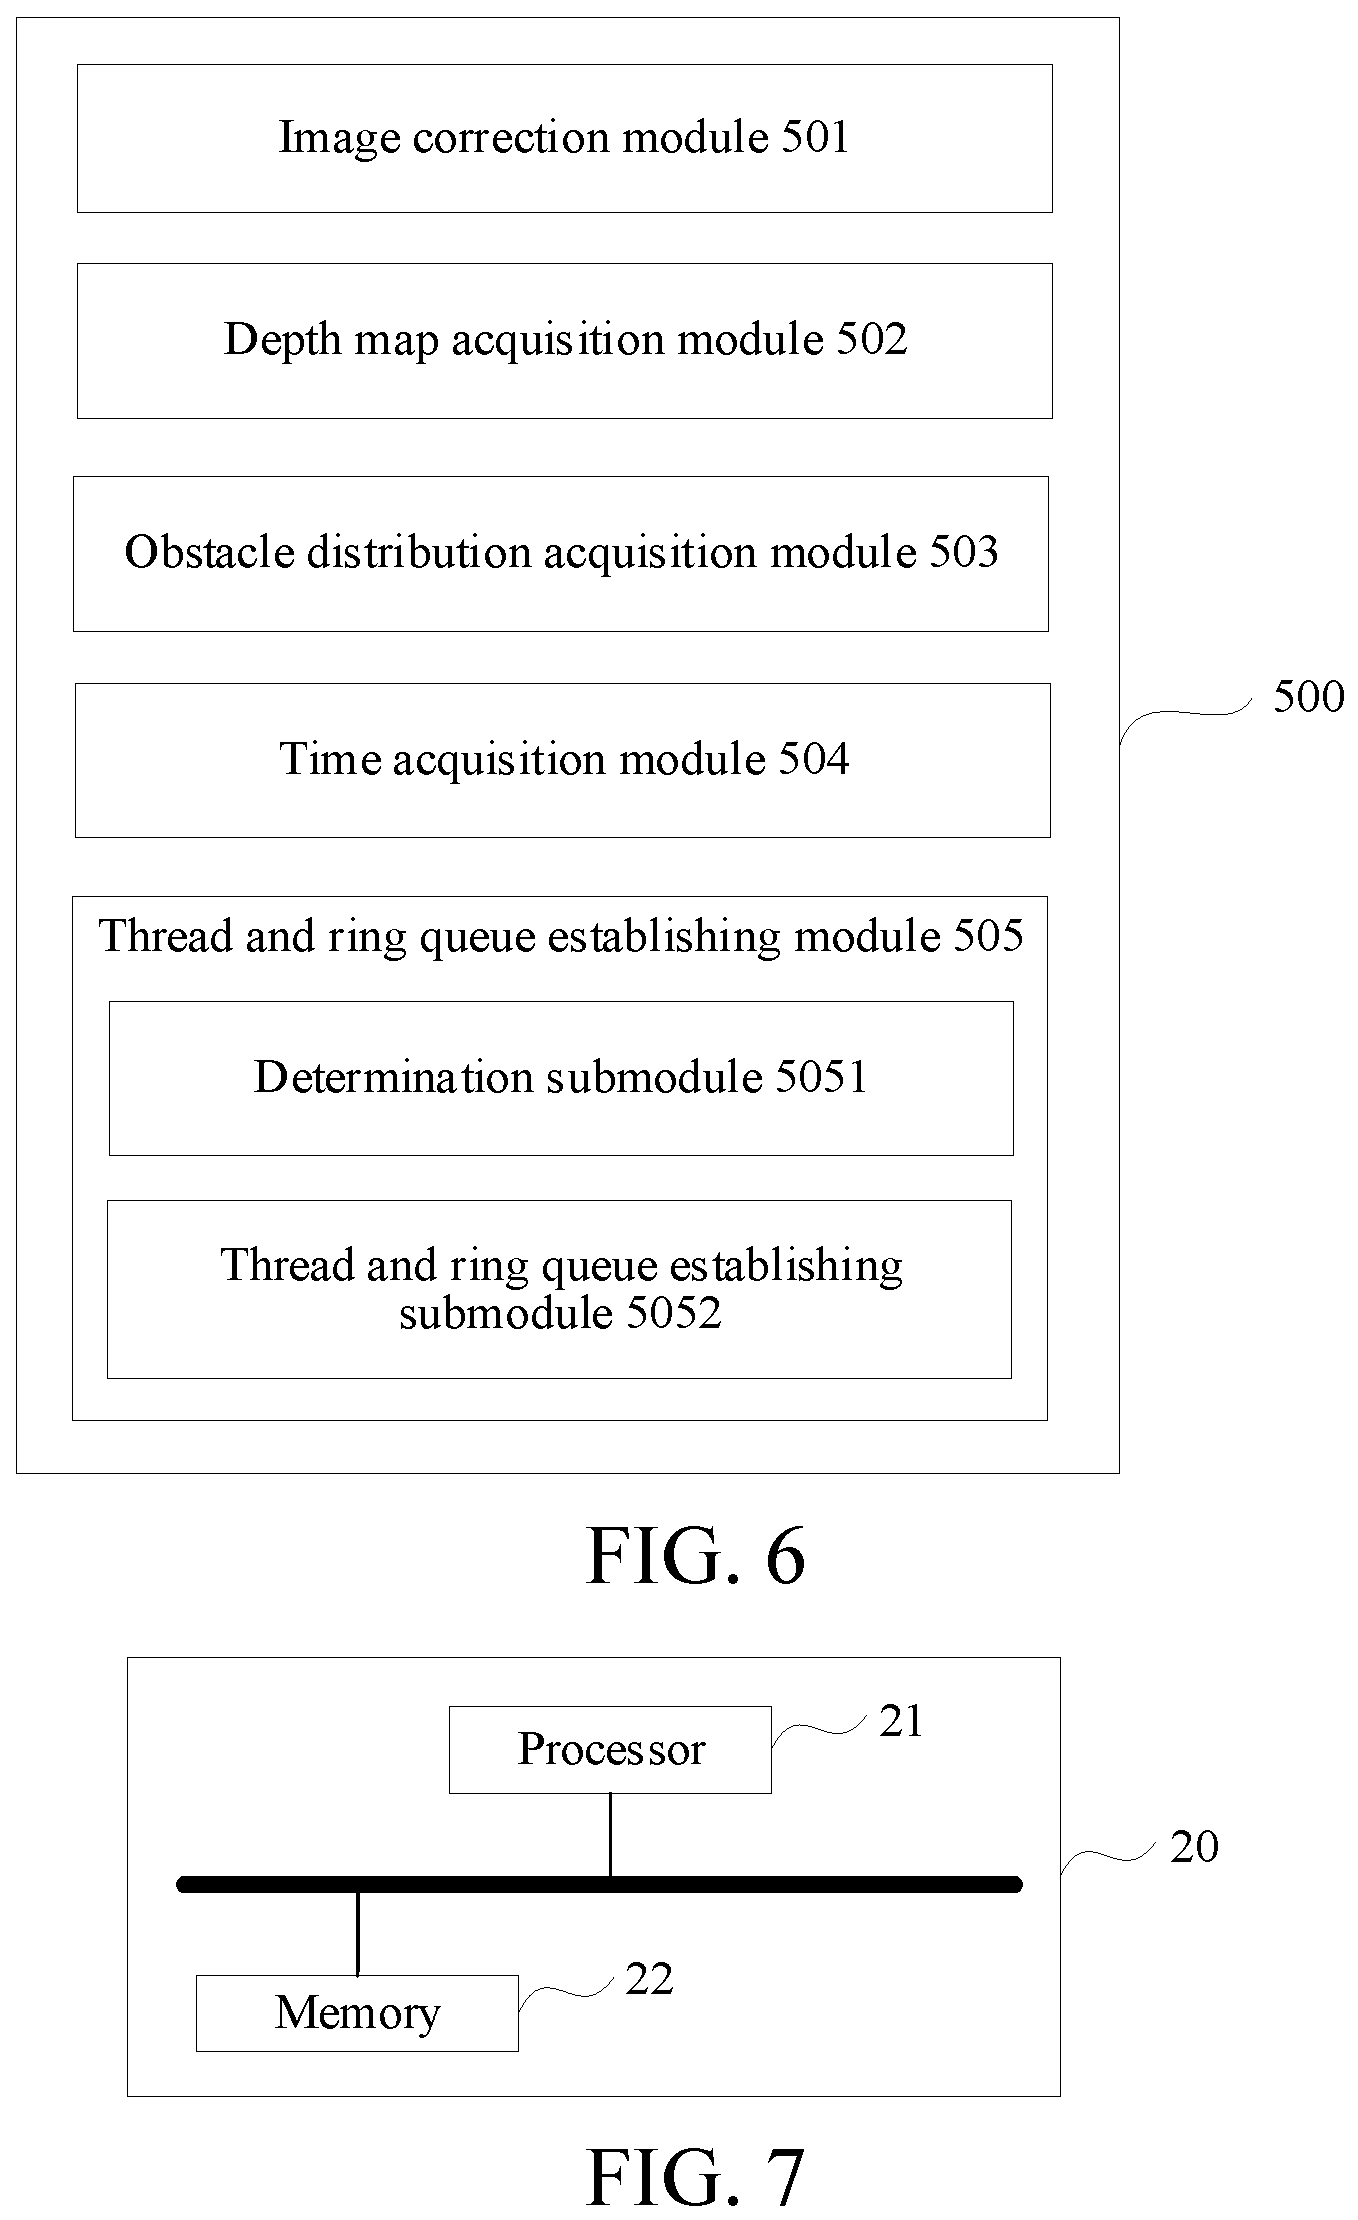 Image correction module 501
Depth map acquisition module 502
Obstacle distribution acquisition module 503
500
Time acquisition module 504
Thread and ring queue establishing module 505
Determination submodule 5051
Thread and ring queue establishing
submodule 5052
FIG. 6
Processor
21
20
Memory
22
FIG. 7